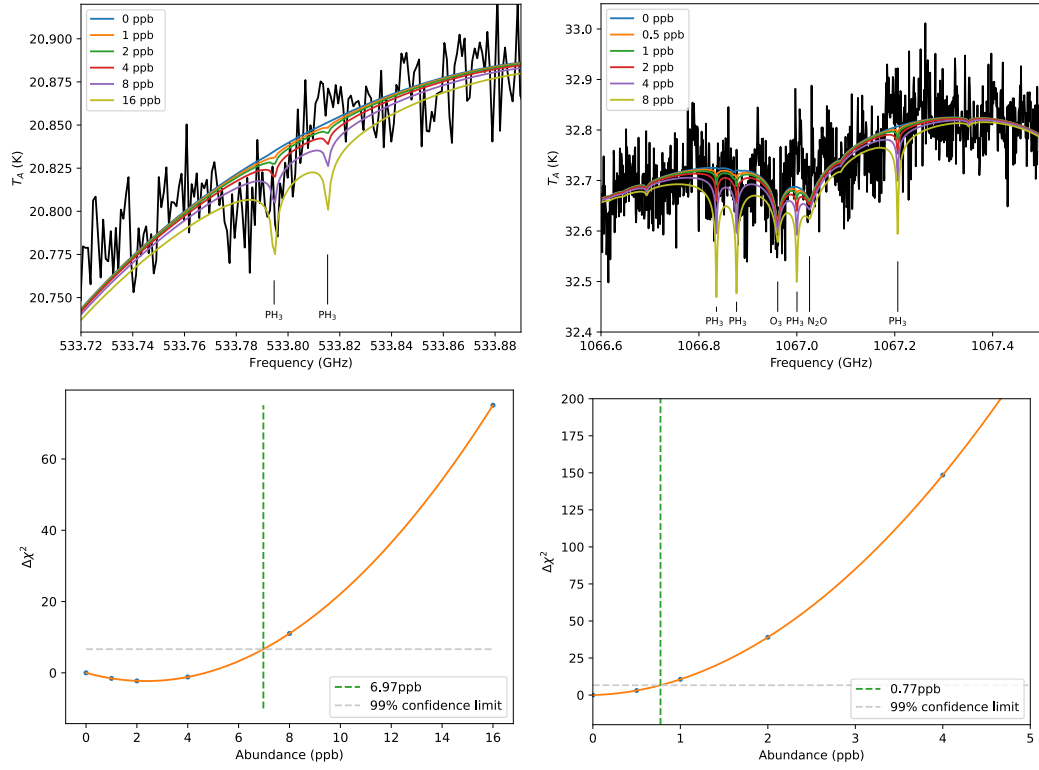 0 ppb
1 ppb
2 ppb
4 ppb
8 ppb
16 ppb
20.900
20.875
20.850
20.825
20.800
20.775
20.750
T_A (K)
PH₃
PH₃
533.72 533.74 533.76 533.78 533.80 533.82 533.84 533.86 533.88
Frequency (GHz)
0 ppb
0.5 ppb
1 ppb
2 ppb
4 ppb
8 ppb
33.0
32.9
32.8
32.7
32.6
32.5
32.4
T_A (K)
PH₃ PH₃ O₃ PH₃ N₂O PH₃
1066.6 1066.8 1067.0 1067.2 1067.4
Frequency (GHz)
60
40
20
0
Δχ²
6.97ppb
99% confidence limit
0 2 4 6 8 10 12 14 16
Abundance (ppb)
200
175
150
125
100
75
50
25
0
Δχ²
0.77ppb
99% confidence limit
0 1 2 3 4 5
Abundance (ppb)